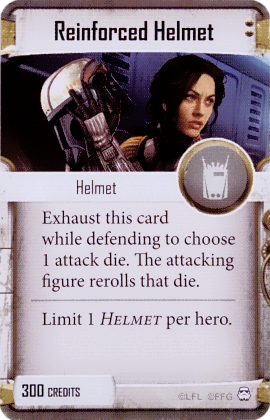 Reinforced Helmet
Helmet
Exhaust this card
while defending to choose
1 attack die. The attacking
figure rerolls that die.
Limit 1 HELMET per hero.
300 CREDITS
©LFL ©FFG